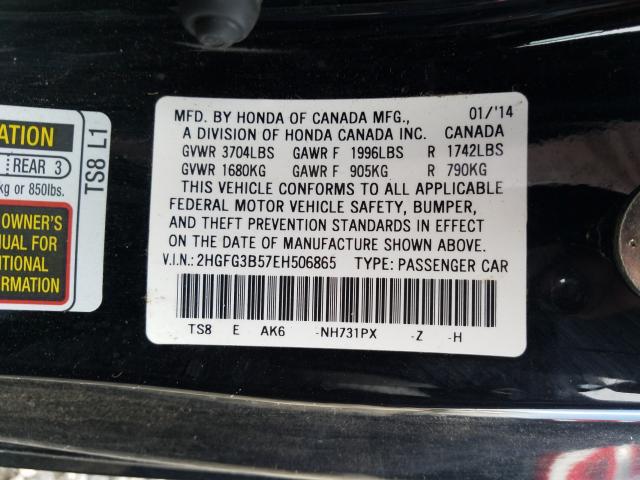 MFD. BY HONDA OF CANADA MFG., 01/'14
A DIVISION OF HONDA CANADA INC. CANADA
GVWR 3704LBS GAWR F 1996LBS R 1742LBS
GVWR 1680KG GAWR F 905KG R 790KG
THIS VEHICLE CONFORMS TO ALL APPLICABLE
FEDERAL MOTOR VEHICLE SAFETY, BUMPER,
AND THEFT PREVENTION STANDARDS IN EFFECT
ON THE DATE OF MANUFACTURE SHOWN ABOVE.
V.I.N.: 2HGFG3B57EH506865 TYPE: PASSENGER CAR
TS8 E AK6 -NH731PX -Z -H
ATION
REAR 3
kg or 850lbs.
OWNER'S
UAL FOR
ITIONAL
MATION
TS8 L1